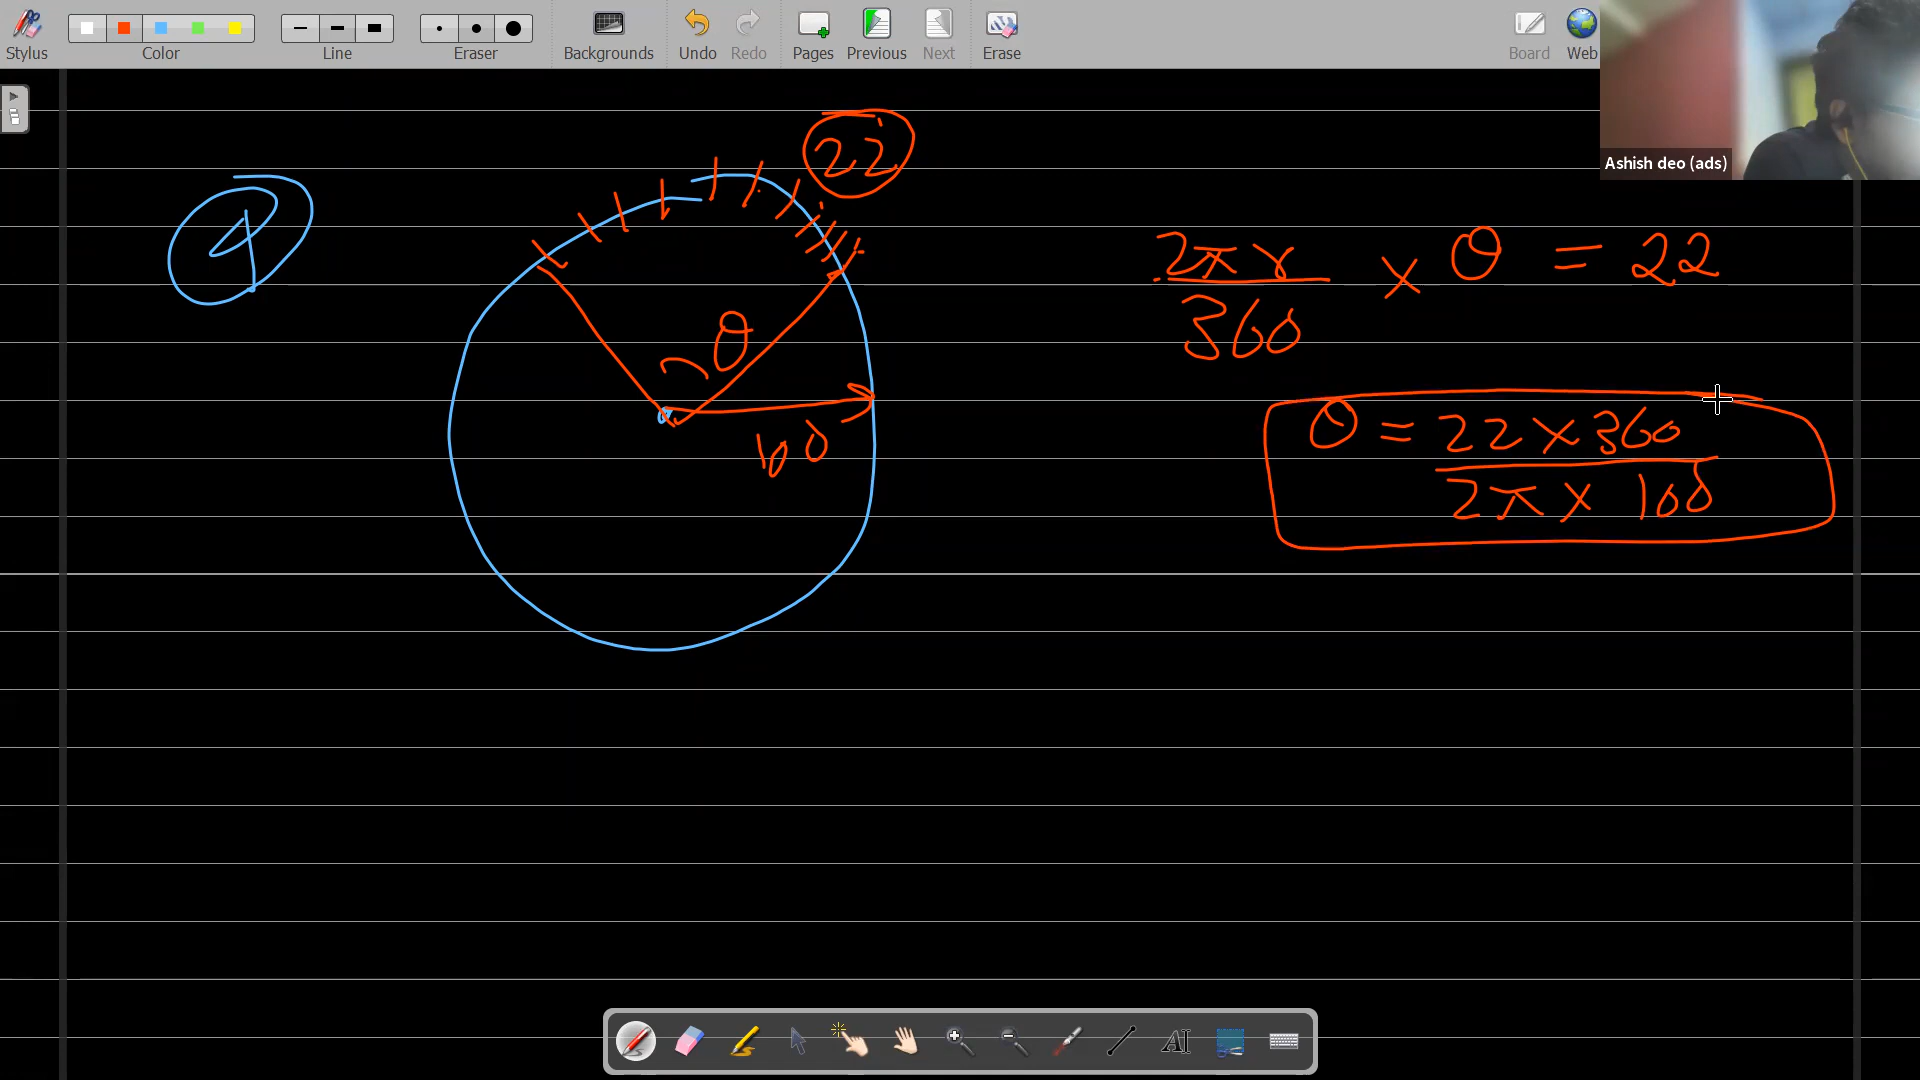 Stylus
Color
Line
Eraser
Backgrounds
Undo
Redo
Pages
Previous
Next
Erase
Board
Web
Ashish deo (ads)
4
22
θ
2πr/360 × θ = 22
θ = 22×360/2π×100
AI